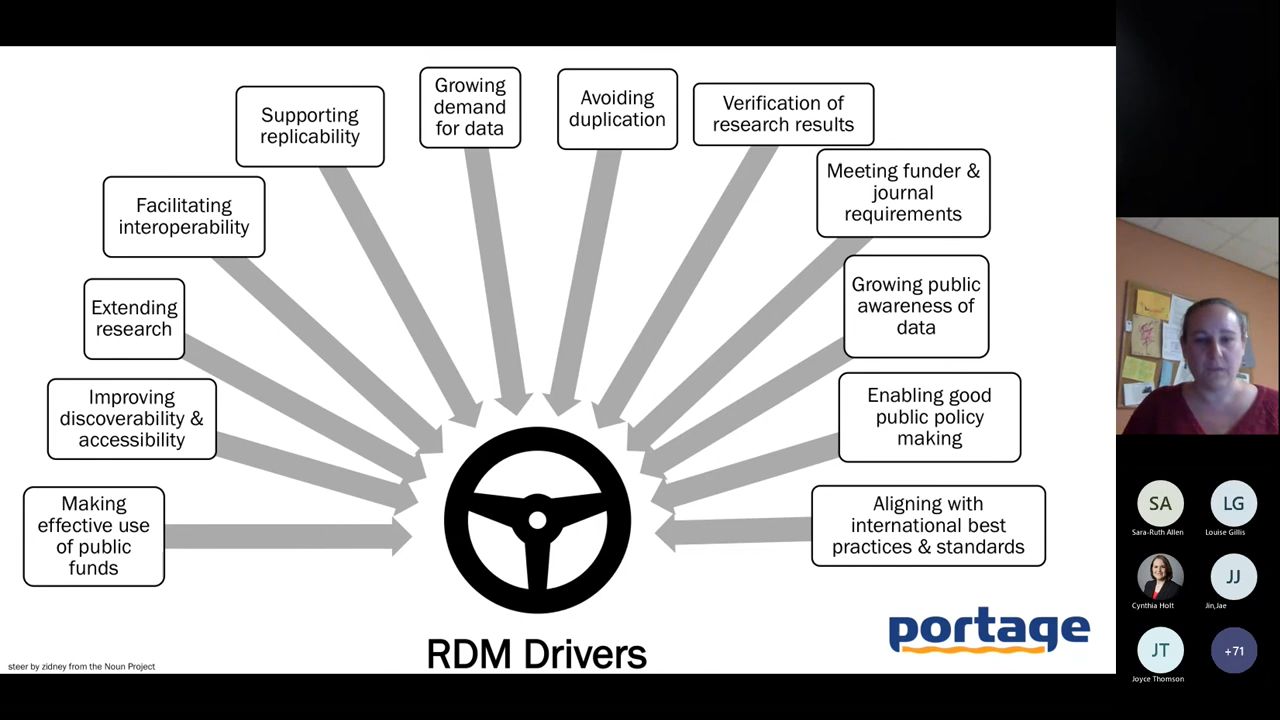 Growing
demand
for data
Avoiding
duplication
Verification of
research results
Supporting
replicability
Meeting funder &
journal
requirements
Facilitating
interoperability
Growing public
awareness of
data
Extending
research
Improving
discoverability &
accessibility
Enabling good
public policy
making
Making
effective use
of public
funds
Aligning with
international best
practices & standards
portage
RDM Drivers
steer by zidney from the Noun Project
SA
Sara-Ruth Allen
LG
Louise Gillis
Cynthia Holt
JJ
Jin,Jae
JT
Joyce Thomson
+71